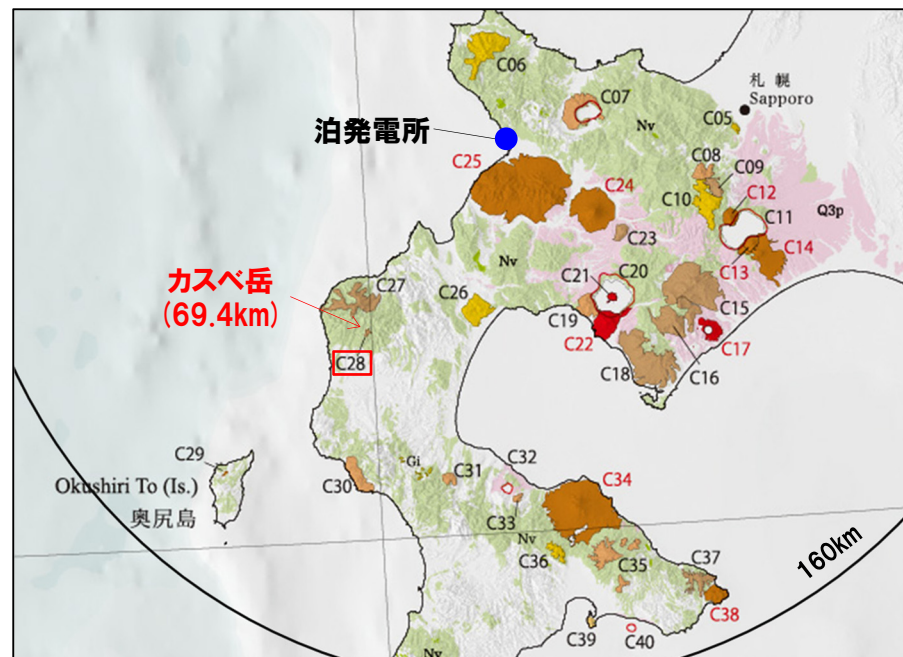 C06
C07
札 幌
Sapporo
C05
Nv
泊発電所
C08
C09
C25
C24
C10
C12
C11
Q3p
C23
C14
C13
Nv
C21
C20
カスベ岳
(69.4km)
C27
C26
C15
C19
C22
C17
C28
C18
C16
C29
Okushiri To (Is.)
奥尻島
Gi
C30
C31
C32
C34
C33
Nv
C36
C35
C37
160km
C38
C39
C40
Nv